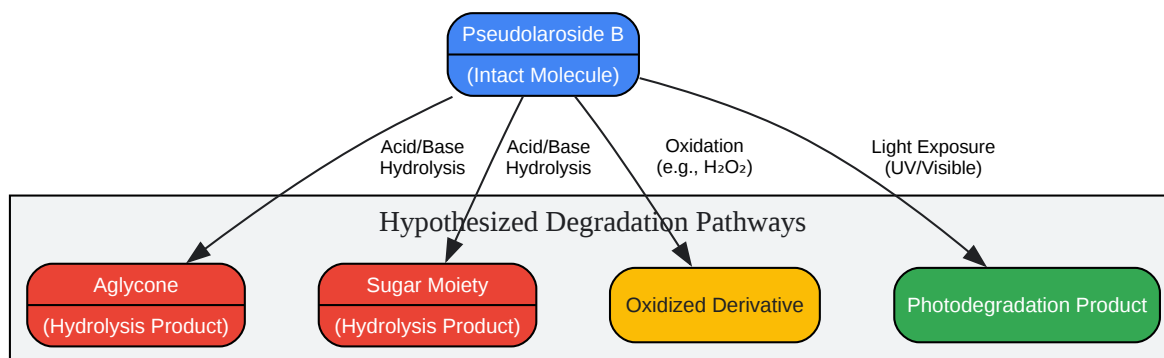 Pseudolaroside B
(Intact Molecule)
Acid/Base
Hydrolysis
Acid/Base
Hydrolysis
Oxidation
(e.g., H₂O₂)
Light Exposure
(UV/Visible)
Hypothesized Degradation Pathways
Aglycone
(Hydrolysis Product)
Sugar Moiety
(Hydrolysis Product)
Oxidized Derivative
Photodegradation Product